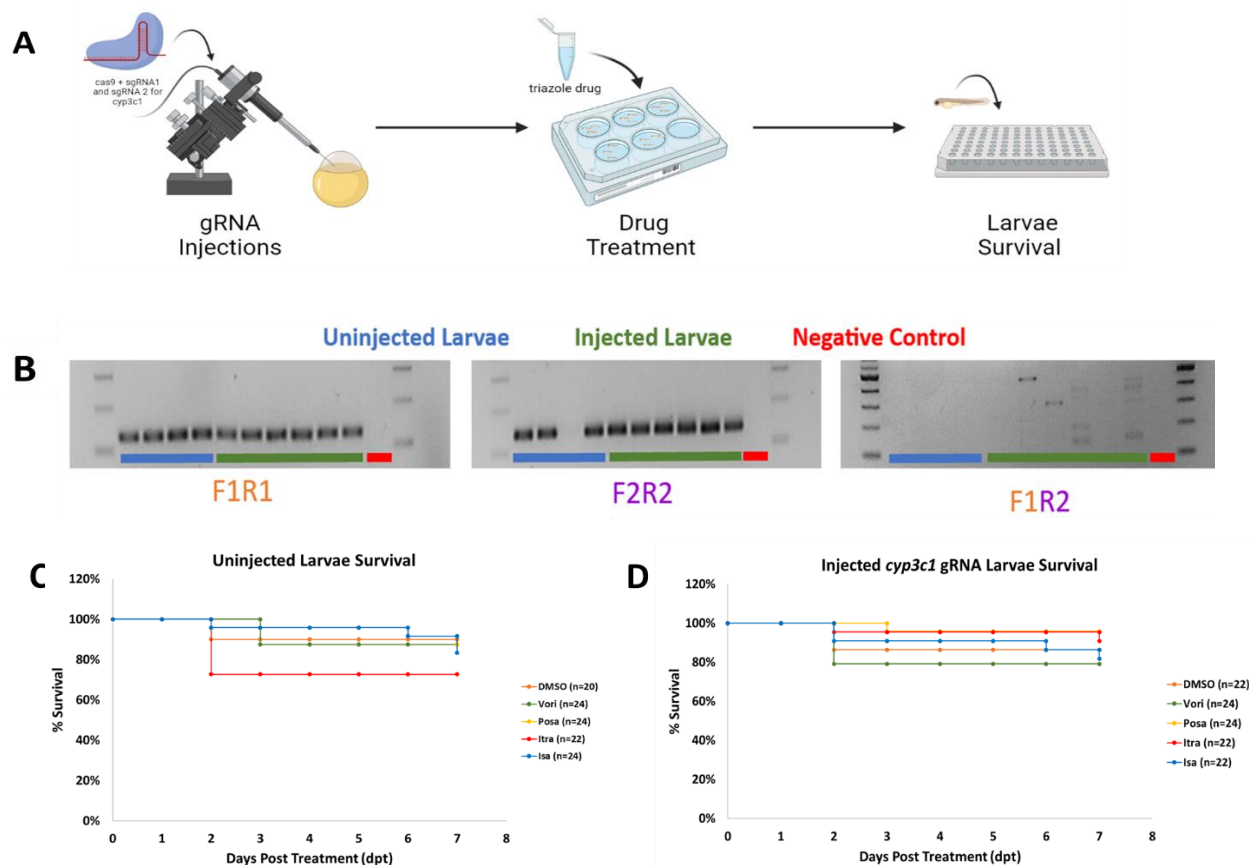 A
cas9 + sgRNA1
and sgRNA 2 for
cyp3c1
triazole drug
gRNA
Injections
Drug
Treatment
Larvae
Survival
Uninjected Larvae
Injected Larvae
Negative Control
B
F1R1
F2R2
F1R2
C
Uninjected Larvae Survival
120%
100%
80%
60%
40%
20%
0%
% Survival
0 1 2 3 4 5 6 7 8
Days Post Treatment (dpt)
DMSO (n=20)
Vori (n=24)
Posa (n=24)
Itra (n=22)
Isa (n=24)
D
Injected cyp3c1 gRNA Larvae Survival
120%
100%
80%
60%
40%
20%
0%
% Survival
0 1 2 3 4 5 6 7 8
Days Post Treatment (dpt)
DMSO (n=22)
Vori (n=24)
Posa (n=24)
Itra (n=22)
Isa (n=22)